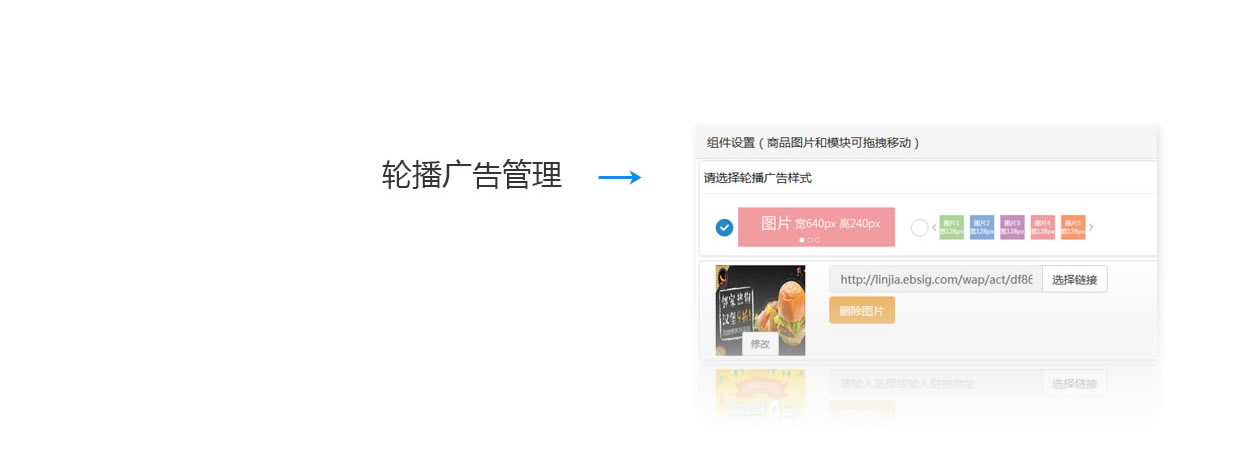 轮播广告管理
组件设置(商品图片和模块可拖拽移动)
请选择轮播广告样式
图片 宽640px 高240px
图片1 图片2 图片3 图片4 图片5
宽128px 宽128px 宽128px 宽128px 宽128px
http://linjia.ebsig.com/wap/act/df86 选择链接
邻家热狗
汉堡
删除图片
修改
请输入选择或输入链接地址 选择链接